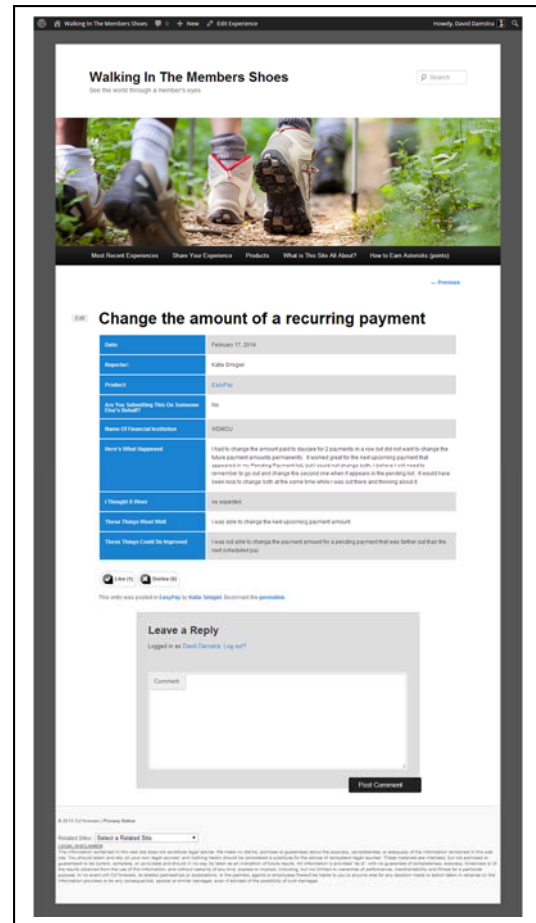 Walking In The Members Shoes 0 + New Edit Experience Howdy, David Damstra
Walking In The Members Shoes
See the world through a member's eyes
Search
Most Recent Experiences Share Your Experience Products What is This Site All About? How to Earn Asterisks (points)
← Previous
Edit
Change the amount of a recurring payment
Date: February 17, 2014
Reporter: Katie Smigiel
Product: EasyPay
Are You Submitting This On Someone Else's Behalf? No
Name Of Financial Institution
Here's What Happened
I had to change the amount paid to daycare for 2 payments in a row but did not want to change the
future payment amounts permanently. It worked great for the next upcoming payment that
appeared in my Pending Payment list, but I could not change both. I believe I will need to
remember to go out and change the second one when it appears in the pending list. It would have
been nice to change both at the same time while I was out there and thinking about it.
I Thought It Went as expected.
These Things Went Well I was able to change the next upcoming payment amount.
These Things Could Be Improved
I was not able to change the payment amount for a pending payment that was farther out than the
next scheduled pay.
Like (1) Dislike (0)
This entry was posted in EasyPay by Katie Smigiel. Bookmark the permalink.
Leave a Reply
Logged in as David Damstra. Log out?
Comment
Post Comment
Privacy Notice
Related Sites: Select a Related Site
LEGAL DISCLAIMER